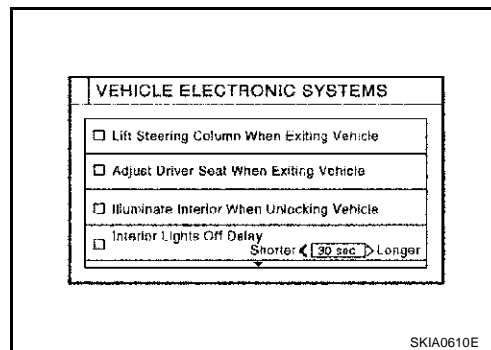 VEHICLE ELECTRONIC SYSTEMS
Lift Steering Column When Exiting Vehicle
Adjust Driver Seat When Exiting Vehicle
Illuminate Interior When Unlocking Vehicle
Interior Lights Off Delay
Shorter 30 sec Longer
SKIA0610E